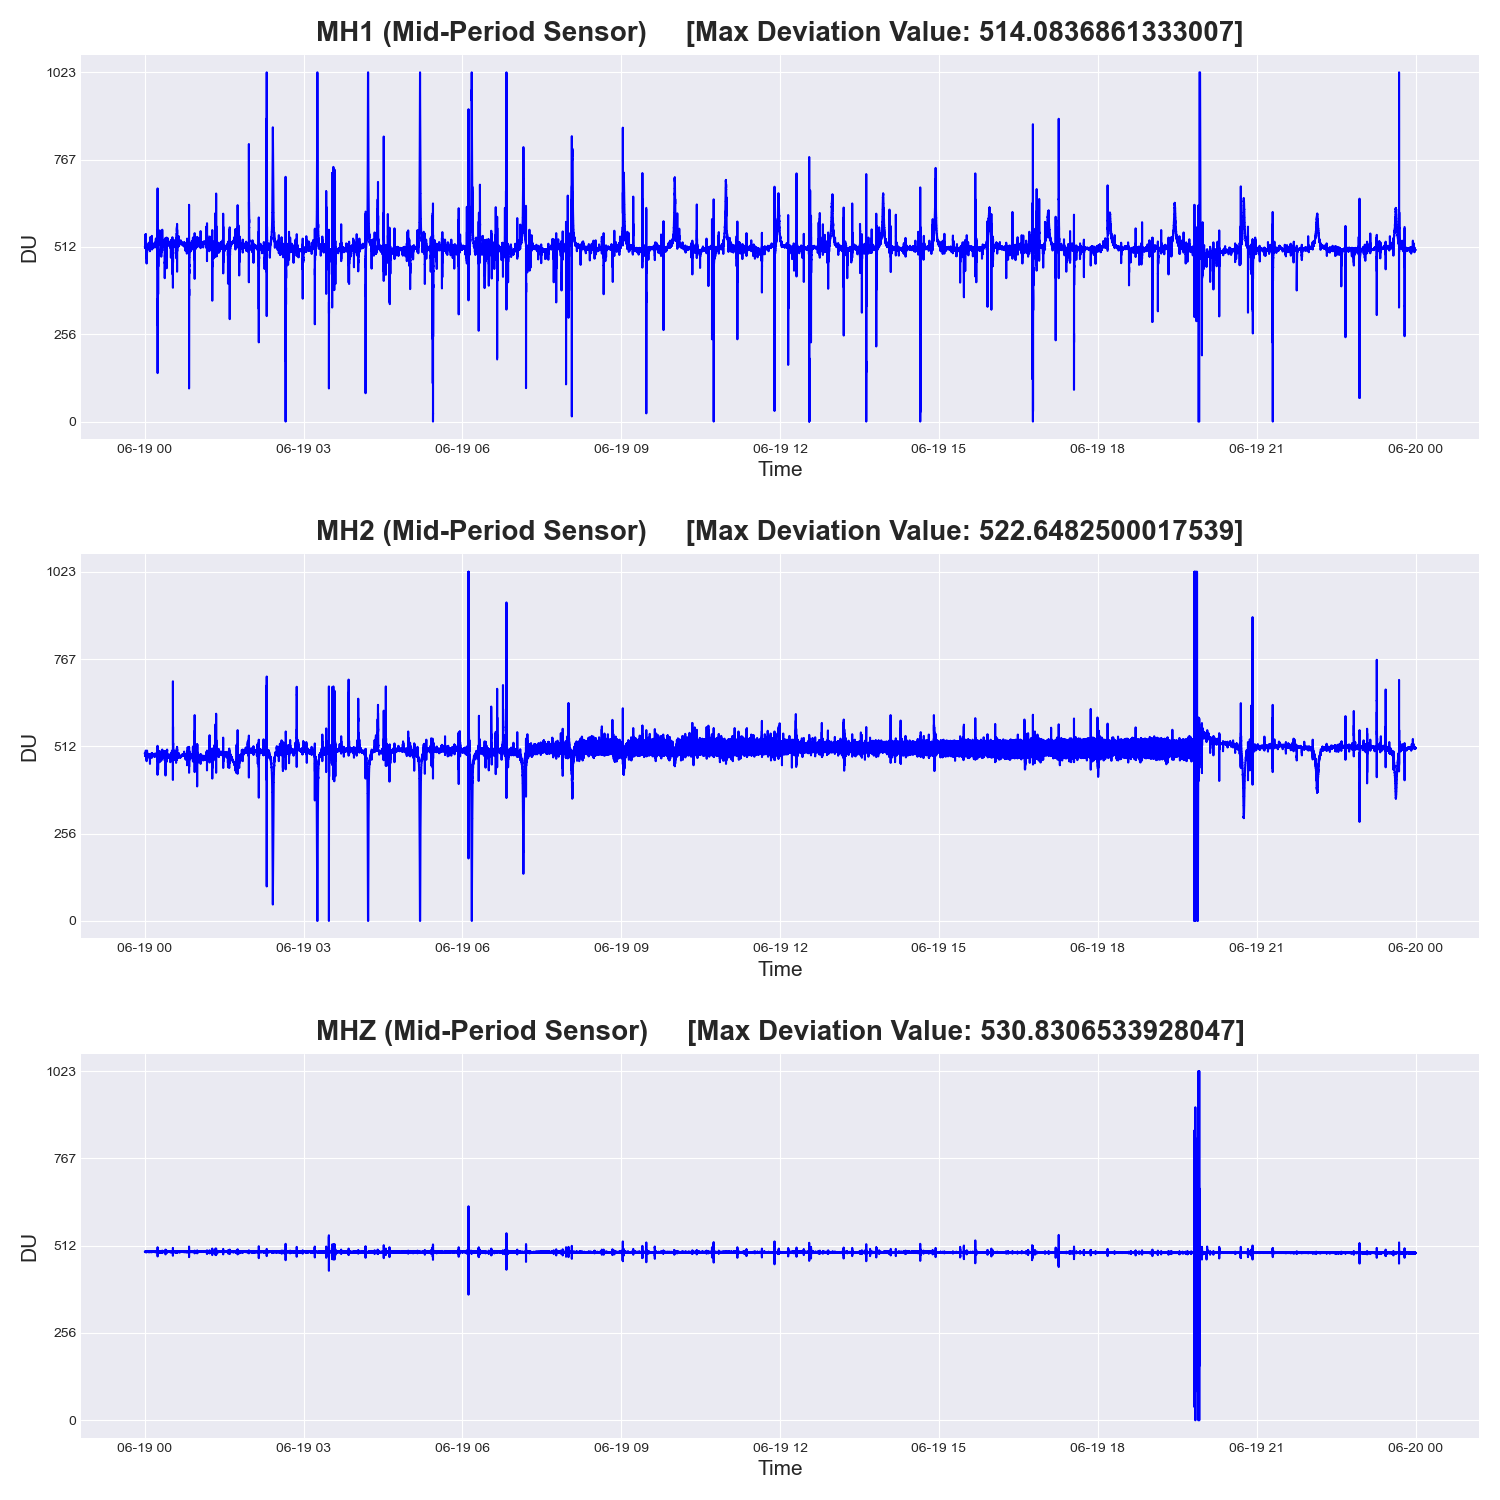 MH1 (Mid-Period Sensor) [Max Deviation Value: 514.0836861333007]
1023
767
512
256
0
DU
06-19 00 06-19 03 06-19 06 06-19 09 06-19 12 06-19 15 06-19 18 06-19 21 06-20 00
Time
MH2 (Mid-Period Sensor) [Max Deviation Value: 522.6482500017539]
1023
767
512
256
0
DU
06-19 00 06-19 03 06-19 06 06-19 09 06-19 12 06-19 15 06-19 18 06-19 21 06-20 00
Time
MHZ (Mid-Period Sensor) [Max Deviation Value: 530.8306533928047]
1023
767
512
256
0
DU
06-19 00 06-19 03 06-19 06 06-19 09 06-19 12 06-19 15 06-19 18 06-19 21 06-20 00
Time